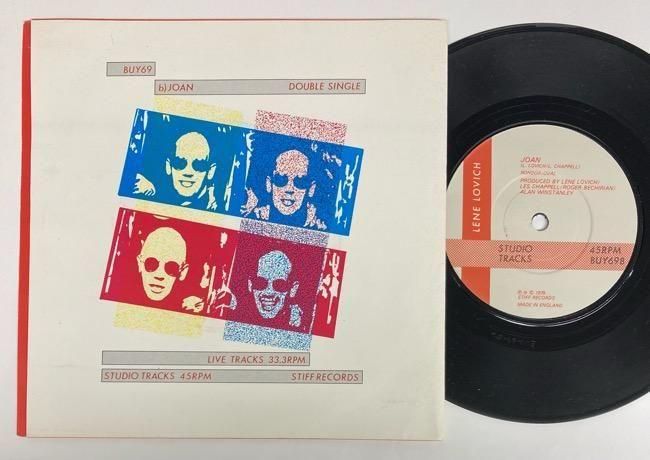 BUY69
b) JOAN DOUBLE SINGLE
LIVE TRACKS 33.3RPM
STUDIO TRACKS 45RPM STIFF RECORDS
LENE LOVICH
JOAN
(L. LOVICH/L. CHAPPELL)
PRODUCED BY LENE LOVICH/
LES CHAPPELL (ROGER BECHIRIAN)
ALAN WINSTANLEY
STUDIO
TRACKS
45RPM
BUY69B
STIFF RECORDS
MADE IN ENGLAND